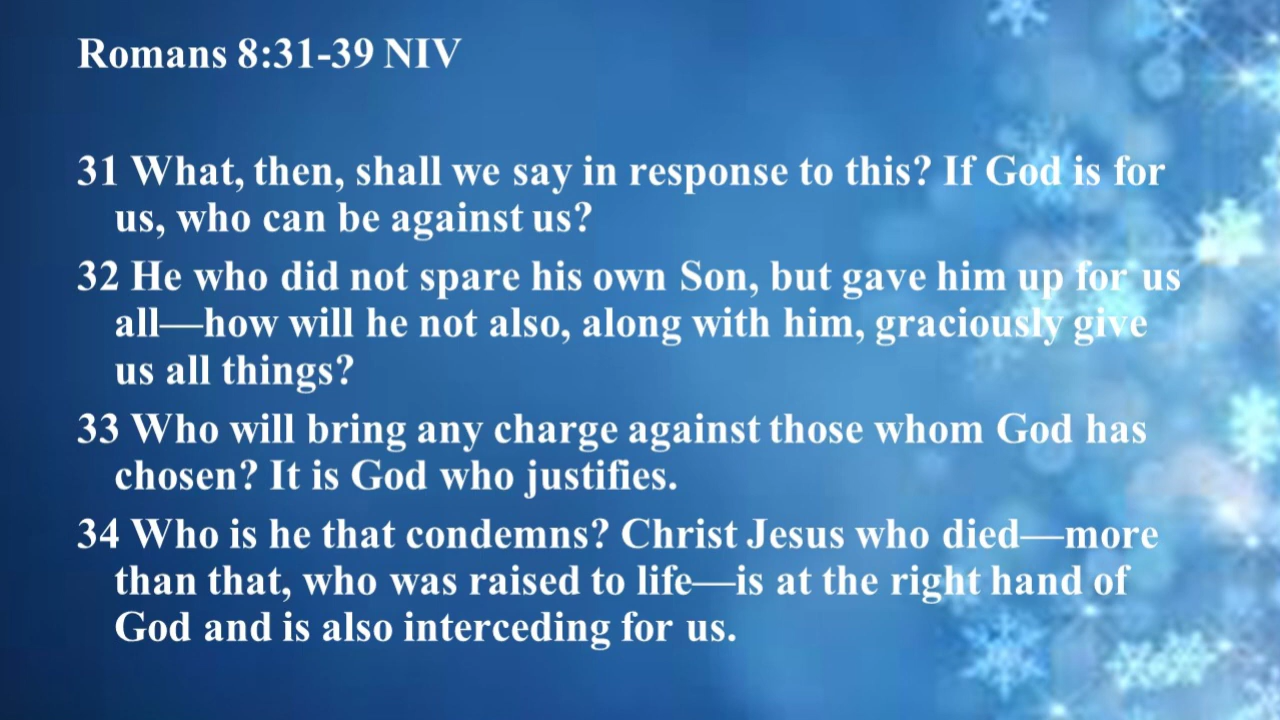 Romans 8:31-39 NIV
31 What, then, shall we say in response to this? If God is for
us, who can be against us?
32 He who did not spare his own Son, but gave him up for us
all—how will he not also, along with him, graciously give
us all things?
33 Who will bring any charge against those whom God has
chosen? It is God who justifies.
34 Who is he that condemns? Christ Jesus who died—more
than that, who was raised to life—is at the right hand of
God and is also interceding for us.